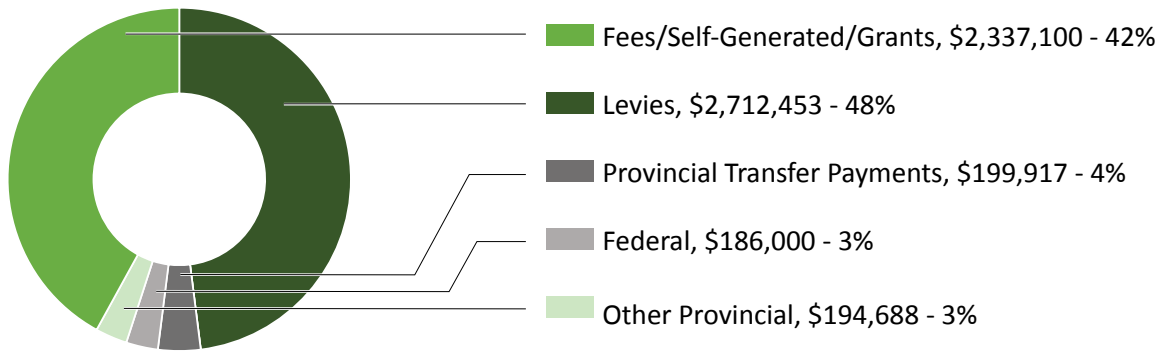 Fees/Self-Generated/Grants, $2,337,100 - 42%
Levies, $2,712,453 - 48%
Provincial Transfer Payments, $199,917 - 4%
Federal, $186,000 - 3%
Other Provincial, $194,688 - 3%